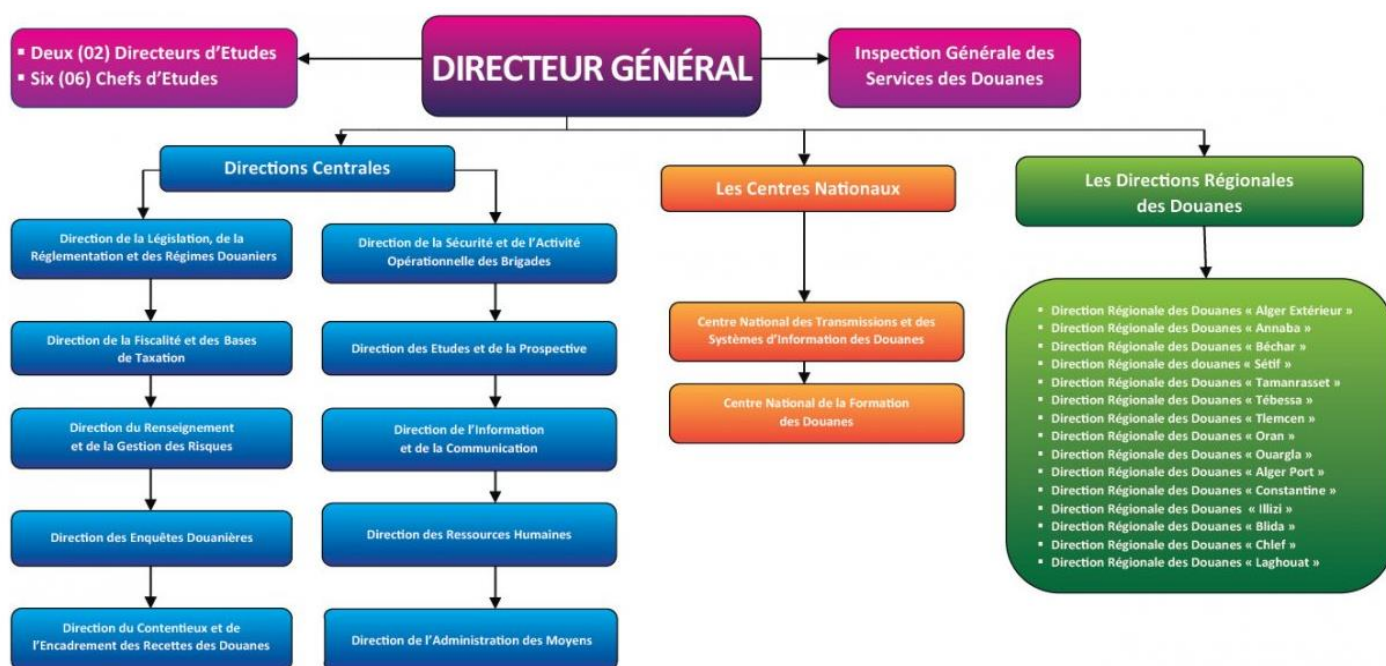 ▪ Deux (02) Directeurs d’Etudes
▪ Six (06) Chefs d’Etudes
DIRECTEUR GÉNÉRAL
Inspection Générale des
Services des Douanes
Directions Centrales
Direction de la Législation, de la
Réglementation et des Régimes Douaniers
Direction de la Fiscalité et des Bases
de Taxation
Direction du Renseignement
et de la Gestion des Risques
Direction des Enquêtes Douanières
Direction du Contentieux et de
l’Encadrement des Recettes des Douanes
Direction de la Sécurité et de l’Activité
Opérationnelle des Brigades
Direction des Etudes et de la Prospective
Direction de l’Information
et de la Communication
Direction des Ressources Humaines
Direction de l’Administration des Moyens
Les Centres Nationaux
Centre National des Transmissions et des
Systèmes d’Information des Douanes
Centre National de la Formation
des Douanes
Les Directions Régionales
des Douanes
▪ Direction Régionale des Douanes « Alger Extérieur »
▪ Direction Régionale des Douanes « Annaba »
▪ Direction Régionale des Douanes « Béchar »
▪ Direction Régionale des douanes « Sétif »
▪ Direction Régionale des Douanes « Tamanrasset »
▪ Direction Régionale des Douanes « Tébessa »
▪ Direction Régionale des Douanes « Tlemcen »
▪ Direction Régionale des Douanes « Oran »
▪ Direction Régionale des Douanes « Ouargla »
▪ Direction Régionale des Douanes « Alger Port »
▪ Direction Régionale des Douanes « Constantine »
▪ Direction Régionale des Douanes « Illizi »
▪ Direction Régionale des Douanes « Blida »
▪ Direction Régionale des Douanes « Chlef »
▪ Direction Régionale des Douanes « Laghouat »